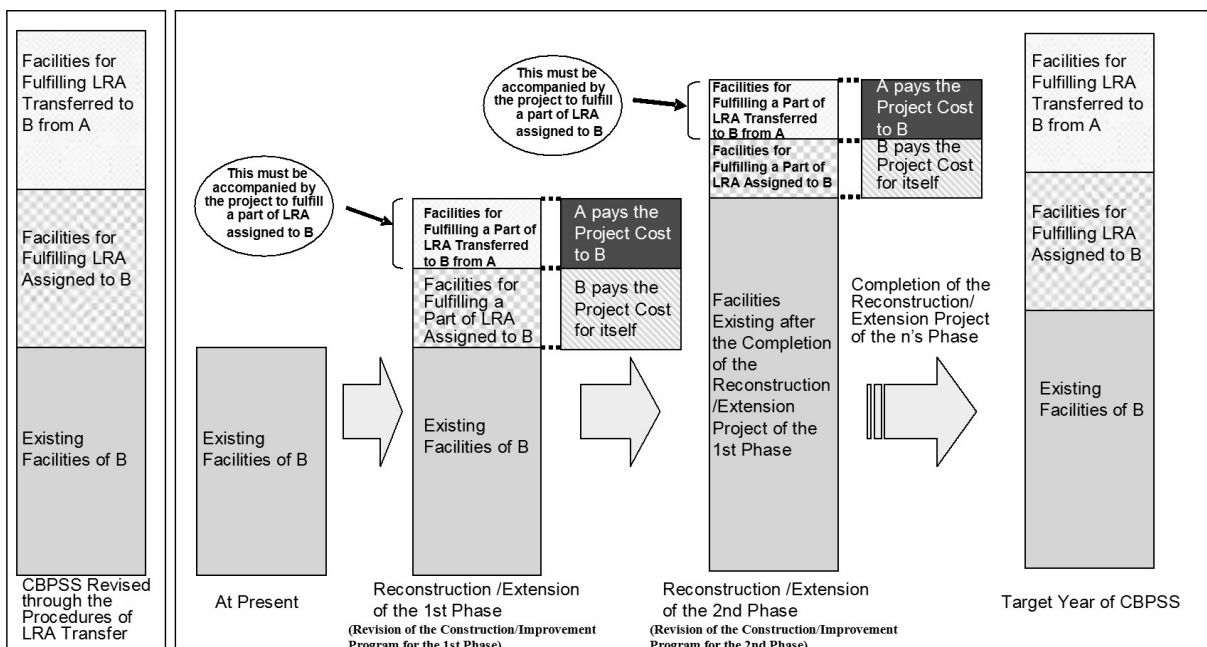 Facilities for
Fulfilling LRA
Transferred to
B from A
Facilities for
Fulfilling LRA
Assigned to B
Existing
Facilities of B
CBPSS Revised
through the
Procedures of
LRA Transfer
Existing
Facilities of B
At Present
This must be
accompanied by
the project to fulfill
a part of LRA
assigned to B
Facilities for
Fulfilling a Part of
LRA Transferred
to B from A
Facilities for
Fulfilling a
Part of LRA
Assigned to B
Existing
Facilities of B
A pays the
Project Cost
to B
B pays the
Project Cost
for itself
Reconstruction /Extension
of the 1st Phase
(Revision of the Construction/Improvement
Program for the 1st Phase)
This must be
accompanied by
the project to fulfill
a part of LRA
assigned to B
Facilities for
Fulfilling a Part of
LRA Transferred
to B from A
Facilities for
Fulfilling a Part of
LRA Assigned to B
Facilities
Existing after
the Completion
of the
Reconstruction
/Extension
Project of the
1st Phase
A pays the
Project Cost
to B
B pays the
Project Cost
for itself
Reconstruction /Extension
of the 2nd Phase
(Revision of the Construction/Improvement
Program for the 2nd Phase)
Completion of the
Reconstruction/
Extension Project
of the n's Phase
Facilities for
Fulfilling LRA
Transferred to
B from A
Facilities for
Fulfilling LRA
Assigned to B
Existing
Facilities of B
Target Year of CBPSS